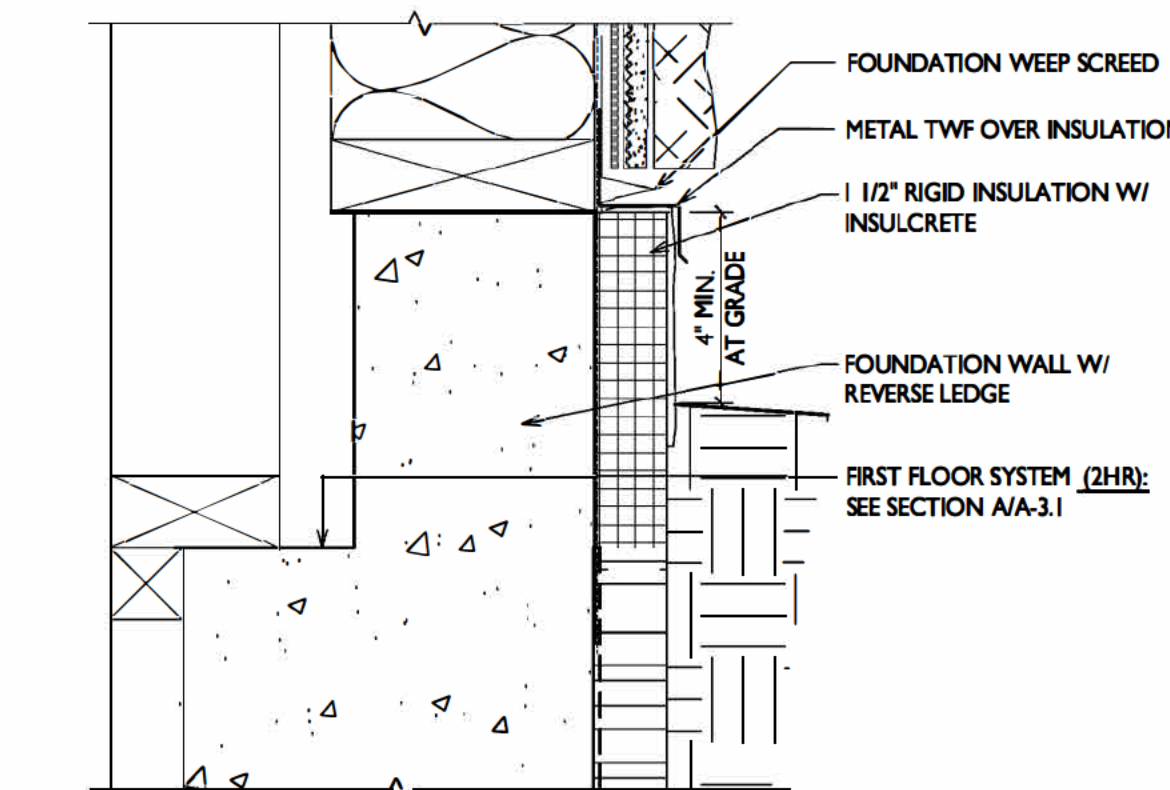 FOUNDATION WEEP SCREED
METAL TWF OVER INSULATION
1 1/2" RIGID INSULATION W/
INSULCRETE
4" MIN.
AT GRADE
FOUNDATION WALL W/
REVERSE LEDGE
FIRST FLOOR SYSTEM (2HR):
SEE SECTION A/A-3.1